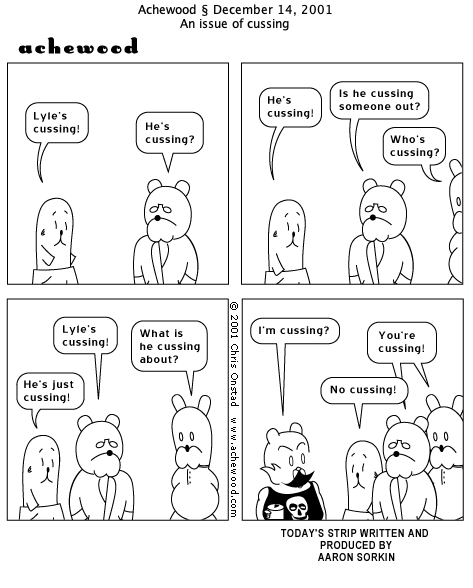 Achewood § December 14, 2001
An issue of cussing
achewood
Lyle's
cussing!
He's
cussing?
He's
cussing!
Is he cussing
someone out?
Who's
cussing?
He's just
cussing!
Lyle's
cussing!
What is
he cussing
about?
© 2001 Chris Onstad www.achewood.com
I'm cussing?
No cussing!
You're
cussing!
TODAY'S STRIP WRITTEN AND
PRODUCED BY
AARON SORKIN